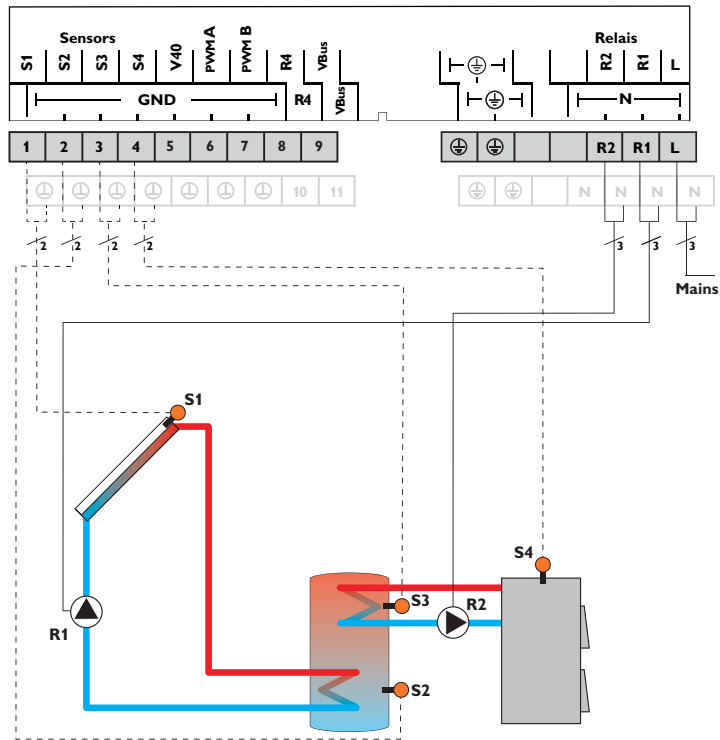 Sensors
Relais
S1 S2 S3 S4 V40 PWM A PWM B R4 VBus
R2 R1 L
GND R4 VBus
N
1 2 3 4 5 6 7 8 9
R2 R1 L
10 11
N N N N
2 2 2 2
3 3 3
Mains
S1
S4
S3
R2
R1
S2